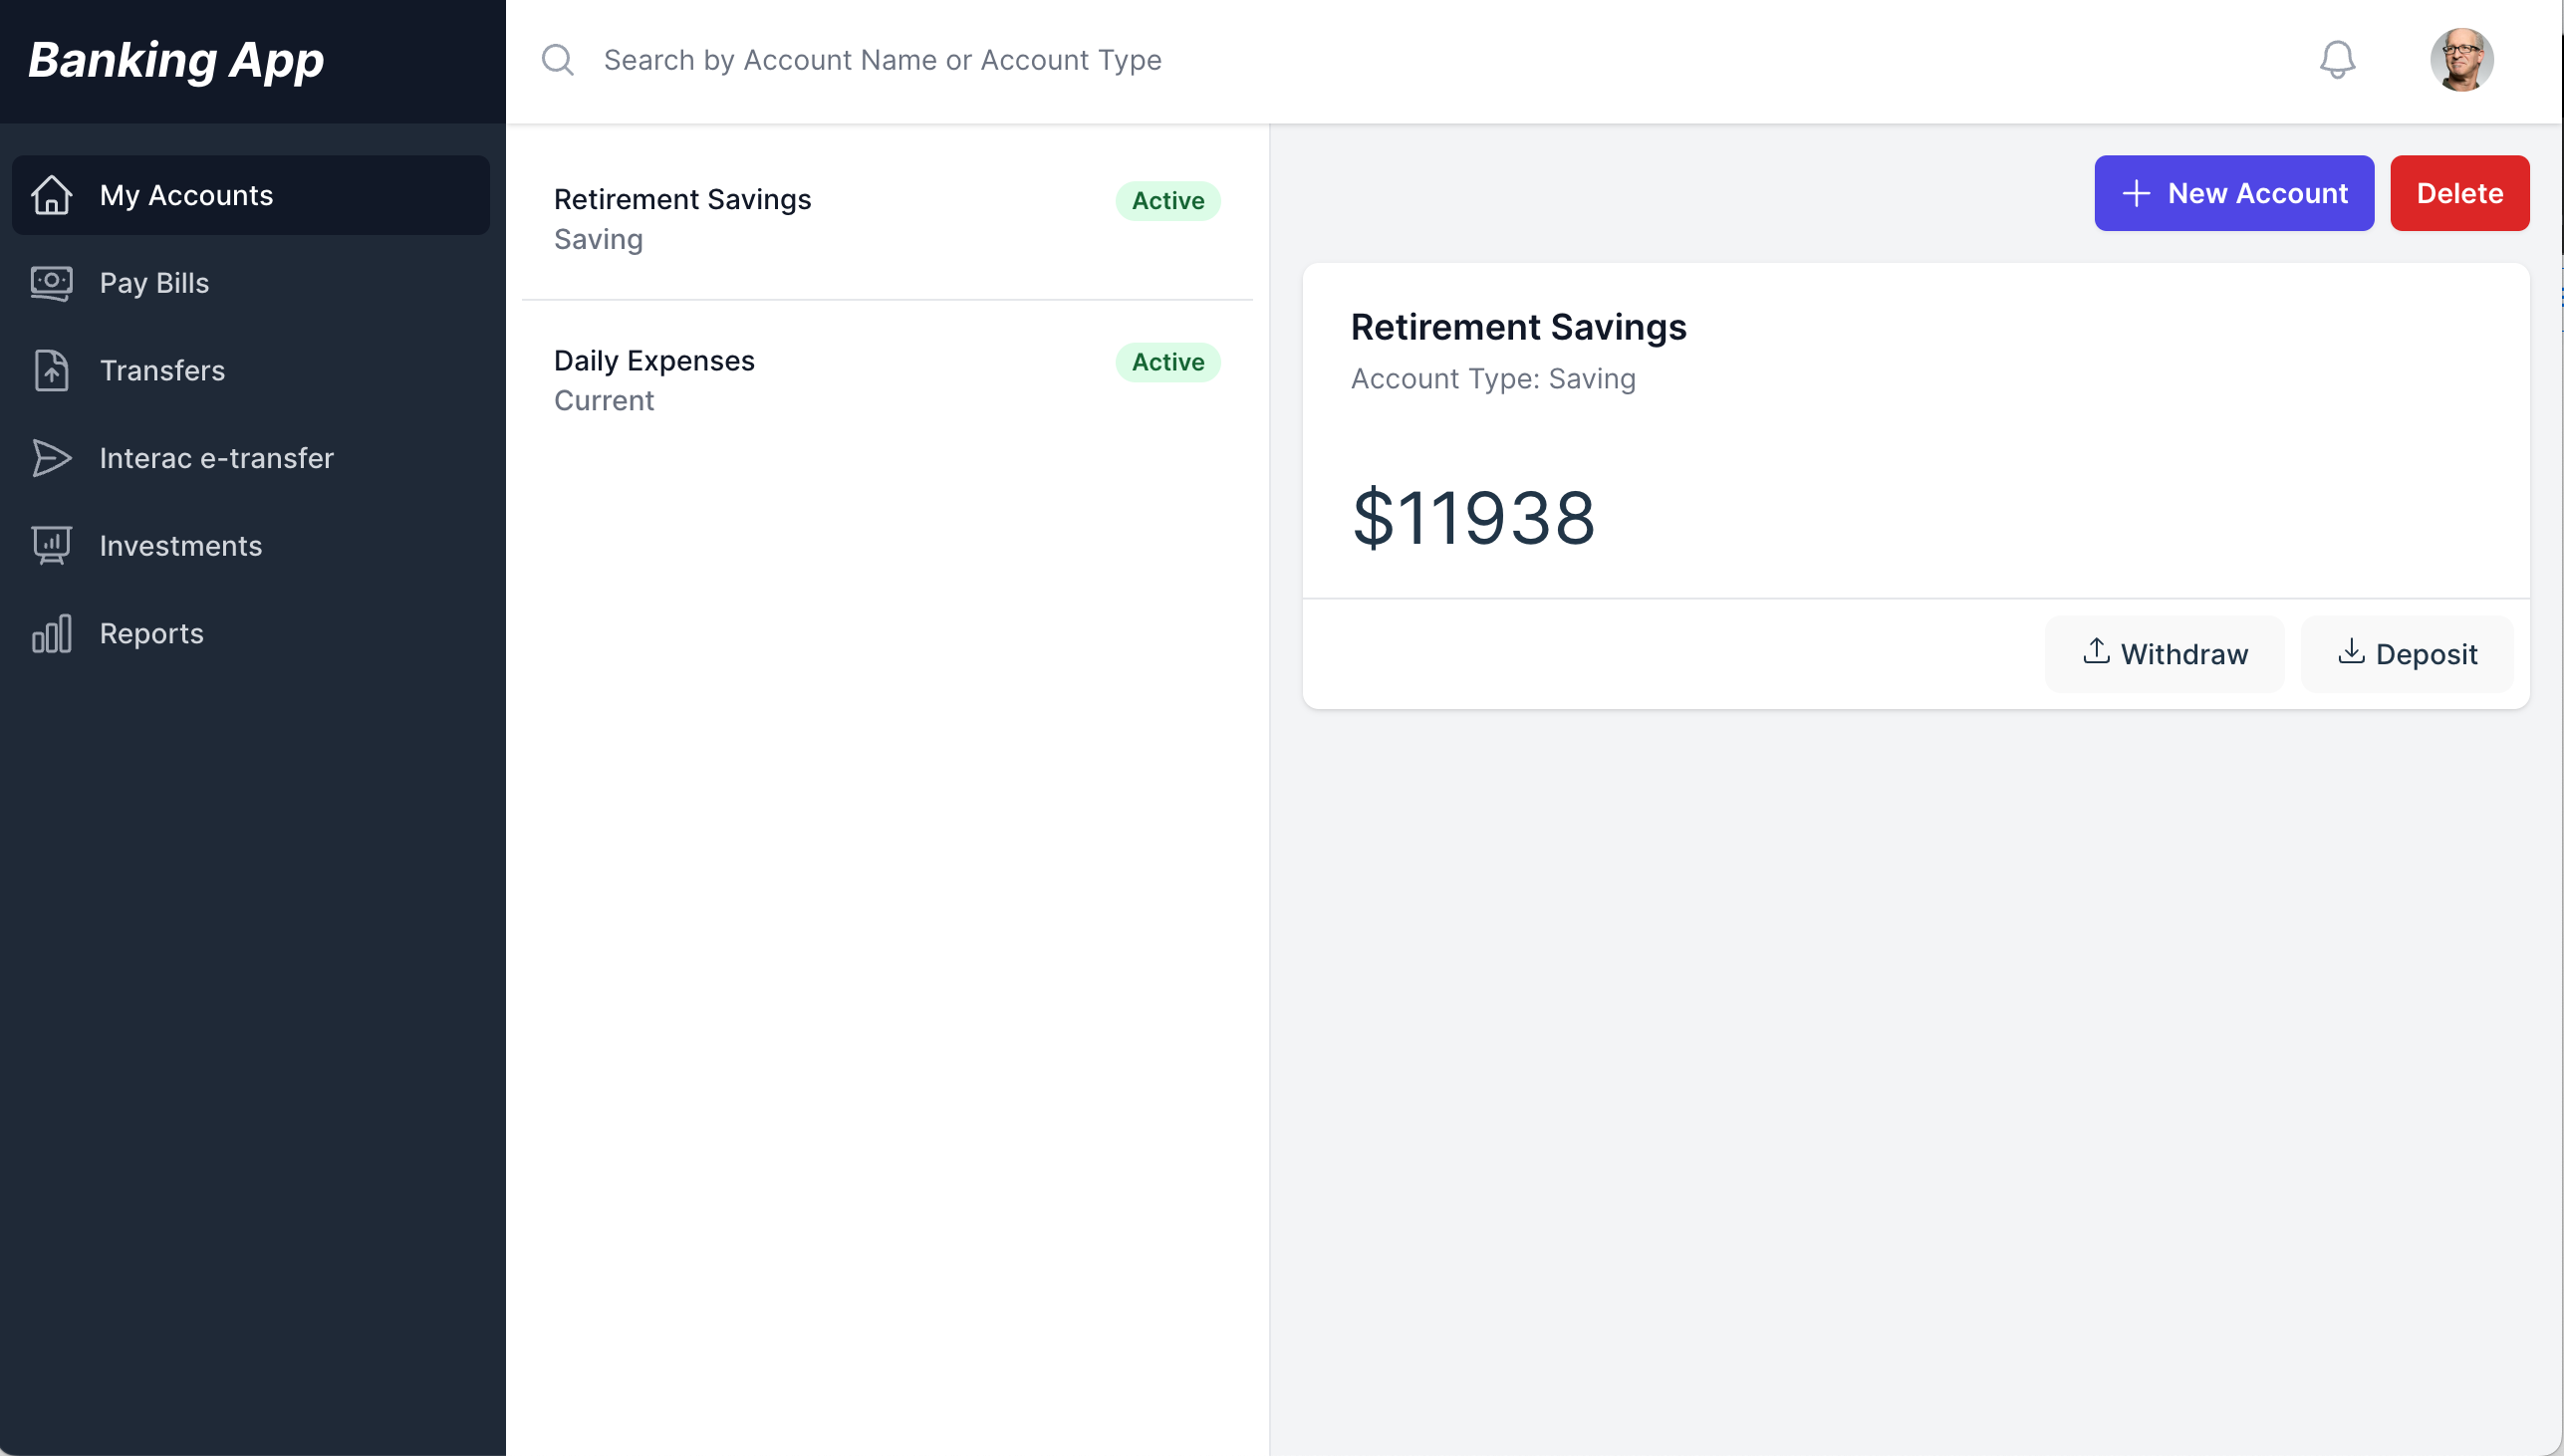 Banking App
Search by Account Name or Account Type
My Accounts
Pay Bills
Transfers
Interac e-transfer
Investments
Reports
Retirement Savings
Active
Saving
Daily Expenses
Active
Current
New Account
Delete
Retirement Savings
Account Type: Saving
$11938
Withdraw
Deposit